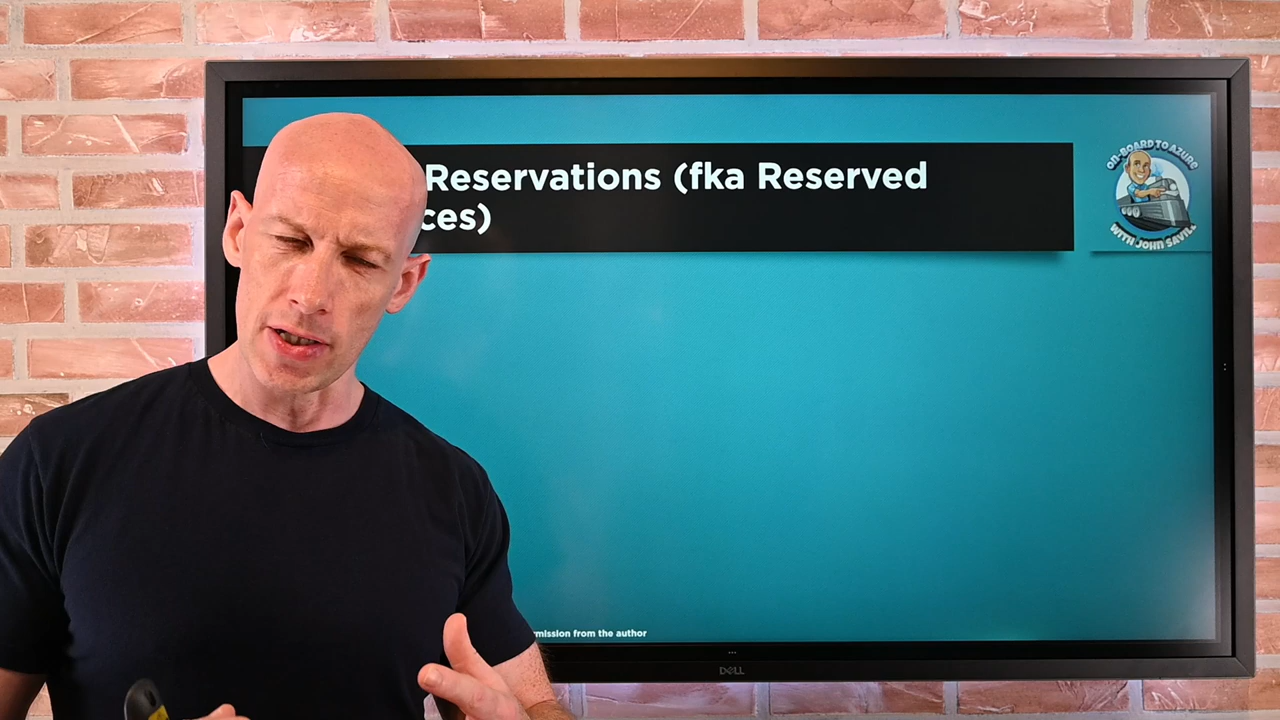 Reservations (fka Reserved
ces)
ON-BOARD TO AZURE
WITH JOHN SAVILL
mission from the author
DELL